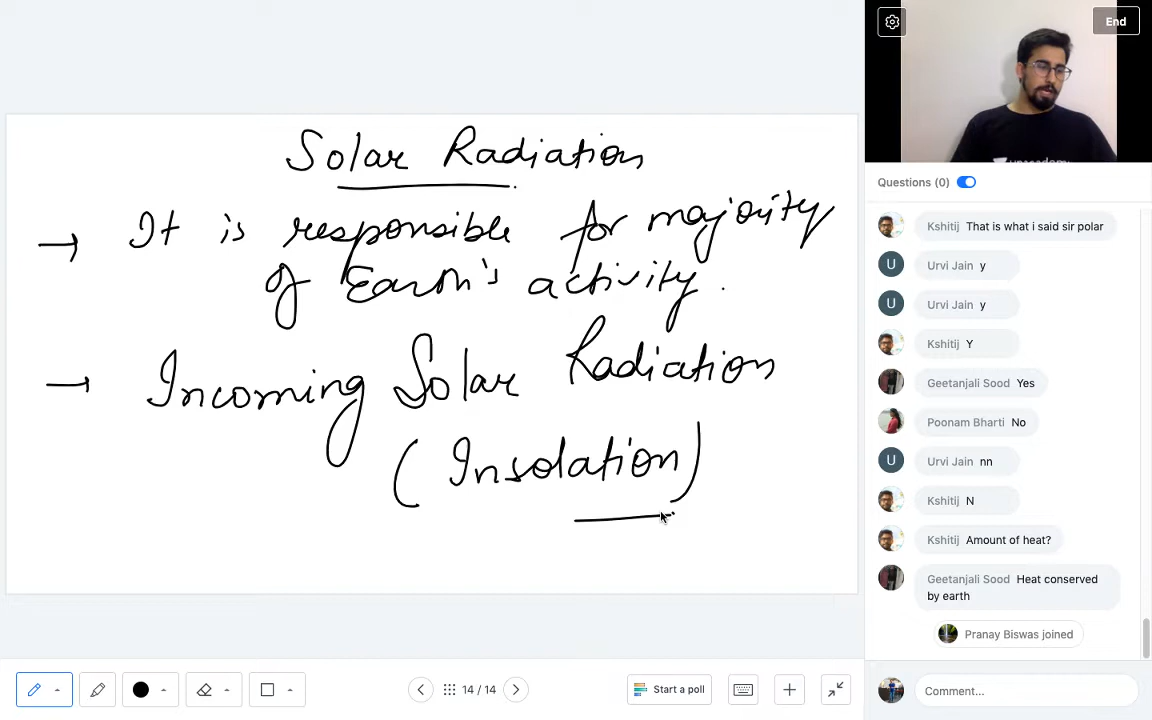 End
Solar Radiation
→ It is responsible for majority
of Earth's activity.
→ Incoming Solar Radiation
(Insolation)
Questions (0)
Kshitij That is what i said sir polar
U Urvi Jain y
U Urvi Jain y
Kshitij Y
Geetanjali Sood Yes
Poonam Bharti No
U Urvi Jain nn
Kshitij N
Kshitij Amount of heat?
Geetanjali Sood Heat conserved
by earth
Pranay Biswas joined
14 / 14
Start a poll
Comment...